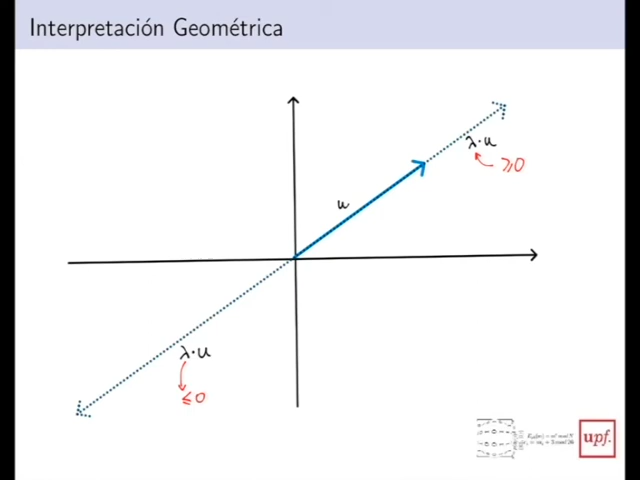 Interpretación Geométrica
λ·u
≥0
u
λ·u
≤0
upf.